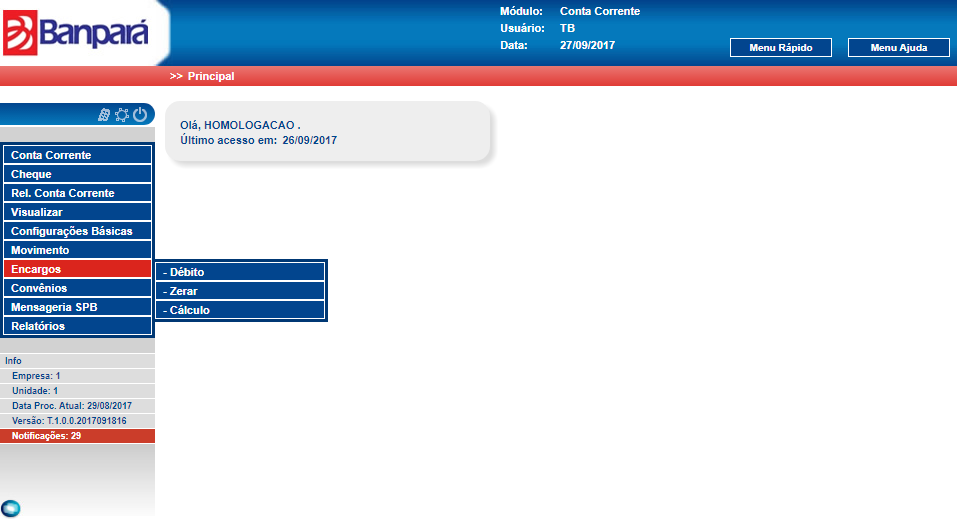 Banpará
Módulo: Conta Corrente
Usuário: TB
Data: 27/09/2017
Menu Rápido
Menu Ajuda
>> Principal
Olá, HOMOLOGACAO .
Último acesso em: 26/09/2017
Conta Corrente
Cheque
Rel. Conta Corrente
Visualizar
Configurações Básicas
Movimento
Encargos
- Débito
- Zerar
- Cálculo
Convênios
Mensageria SPB
Relatórios
Info
Empresa: 1
Unidade: 1
Data Proc. Atual: 29/08/2017
Versão: T.1.0.0.2017091816
Notificações: 29